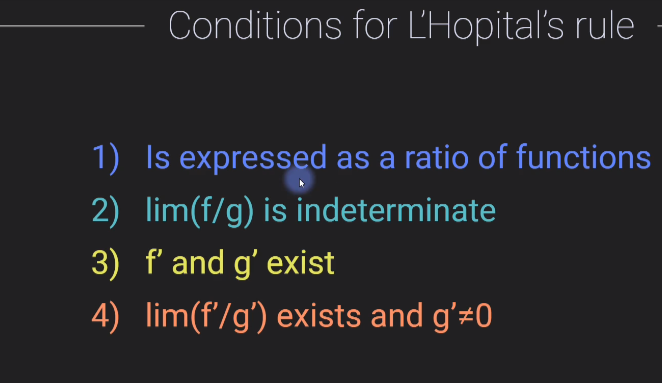 Conditions for L’Hopital’s rule
1) Is expressed as a ratio of functions
2) lim(f/g) is indeterminate
3) f’ and g’ exist
4) lim(f’/g’) exists and g’≠0